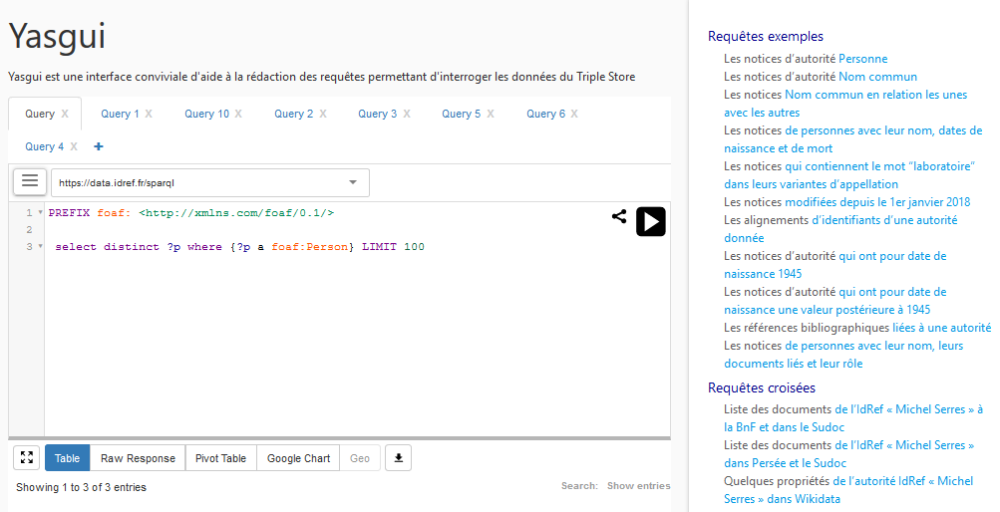 Yasgui
Yasgui est une interface conviviale d'aide à la rédaction des requêtes permettant d'interroger les données du Triple Store
Query X Query 1 X Query 10 X Query 2 X Query 3 X Query 5 X Query 6 X
Query 4 X +
https://data.idref.fr/sparql
1 PREFIX foaf: <http://xmlns.com/foaf/0.1/>
2
3 select distinct ?p where {?p a foaf:Person} LIMIT 100
Table Raw Response Pivot Table Google Chart Geo
Showing 1 to 3 of 3 entries Search: Show entries
Requêtes exemples
Les notices d'autorité Personne
Les notices d'autorité Nom commun
Les notices Nom commun en relation les unes
avec les autres
Les notices de personnes avec leur nom, dates de
naissance et de mort
Les notices qui contiennent le mot "laboratoire"
dans leurs variantes d'appellation
Les notices modifiées depuis le 1er janvier 2018
Les alignements d'identifiants d'une autorité
donnée
Les notices d'autorité qui ont pour date de
naissance 1945
Les notices d'autorité qui ont pour date de
naissance une valeur postérieure à 1945
Les références bibliographiques liées à une autorité
Les notices de personnes avec leur nom, leurs
documents liés et leur rôle
Requêtes croisées
Liste des documents de l'IdRef « Michel Serres » à
la BnF et dans le Sudoc
Liste des documents de l'IdRef « Michel Serres »
dans Persée et le Sudoc
Quelques propriétés de l'autorité IdRef « Michel
Serres » dans Wikidata